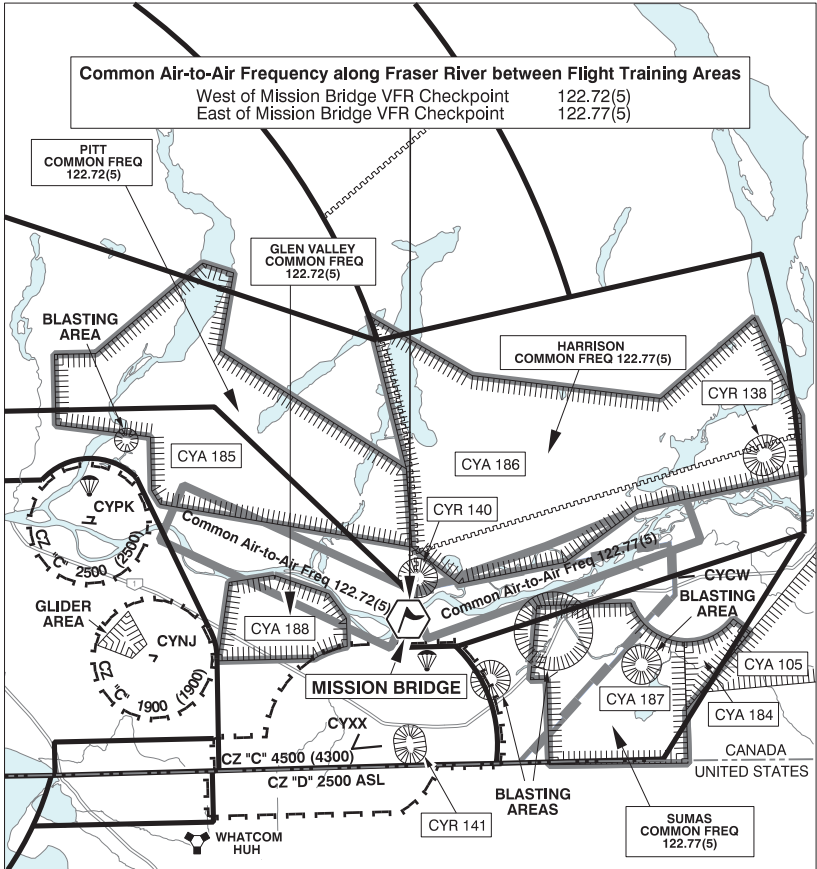 Common Air-to-Air Frequency along Fraser River between Flight Training Areas
West of Mission Bridge VFR Checkpoint 122.72(5)
East of Mission Bridge VFR Checkpoint 122.77(5)
PITT
COMMON FREQ
122.72(5)
GLEN VALLEY
COMMON FREQ
122.72(5)
BLASTING
AREA
HARRISON
COMMON FREQ 122.77(5)
CYR 138
CYA 185
CYA 186
CYPK
CYR 140
CZ "C" 2500 (2500)
Common Air-to-Air Freq 122.72(5)
Common Air-to-Air Freq 122.77(5)
CYCW
BLASTING
AREA
1
GLIDER
AREA
CYNJ
CYA 188
CZ "C" 1900 (1900)
CYA 105
MISSION BRIDGE
CYA 187
CYA 184
CYXX
CZ "C" 4500 (4300)
CANADA
UNITED STATES
CZ "D" 2500 ASL
BLASTING
AREAS
CYR 141
WHATCOM
HUH
SUMAS
COMMON FREQ
122.77(5)